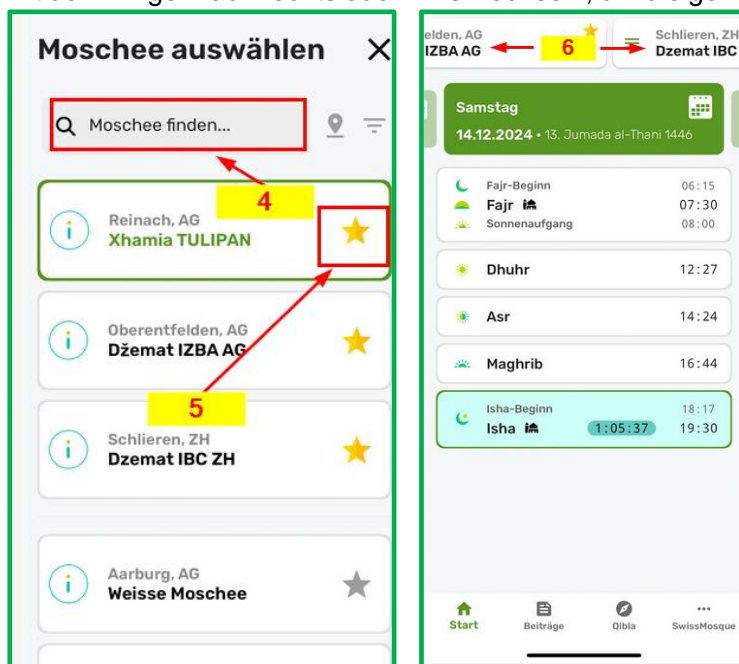 Moschee auswählen
Moschee finden...
4
Reinach, AG
Xhamia TULIPAN
Oberentfelden, AG
Džemat IZBA AG
5
Schlieren, ZH
Dzemat IBC ZH
Aarburg, AG
Weisse Moschee
elden, AG
IZBA AG
6
Schlieren, ZH
Dzemat IBC
Samstag
14.12.2024 • 13. Jumada al-Thani 1446
Fajr-Beginn 06:15
Fajr 07:30
Sonnenaufgang 08:00
Dhuhr 12:27
Asr 14:24
Maghrib 16:44
Isha-Beginn 18:17
Isha 1:05:37 19:30
Start Beiträge Qibla SwissMosque